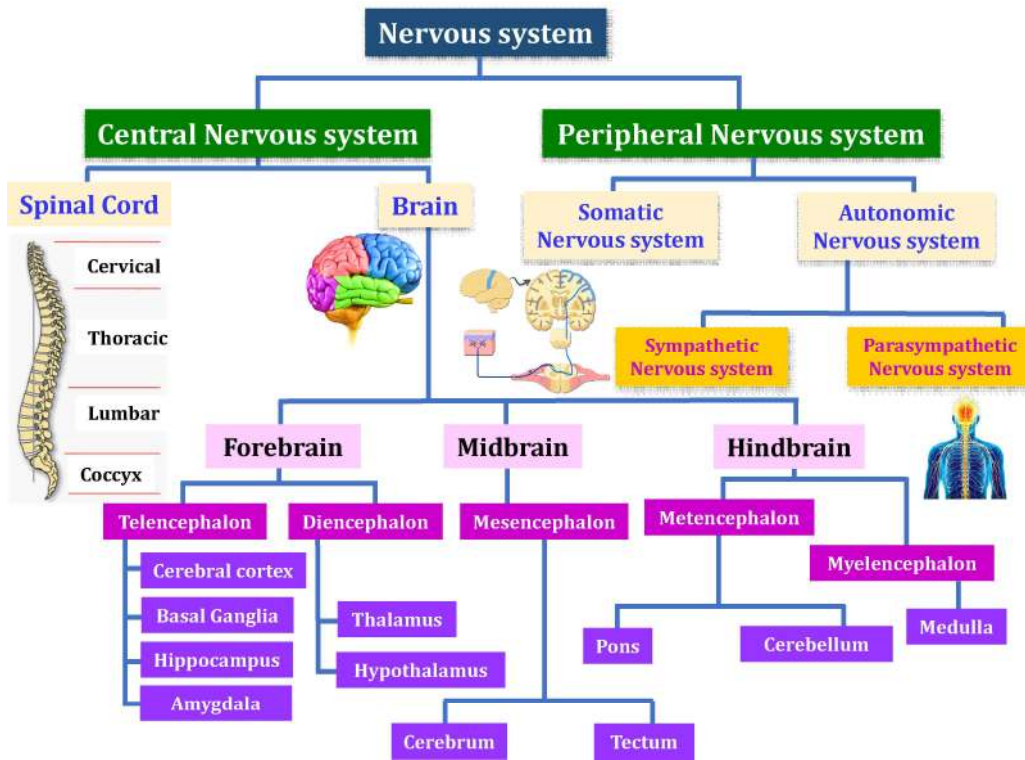 Nervous system
Central Nervous system
Peripheral Nervous system
Spinal Cord
Brain
Somatic
Nervous system
Autonomic
Nervous system
Cervical
Thoracic
Lumbar
Coccyx
Sympathetic
Nervous system
Parasympathetic
Nervous system
Forebrain
Midbrain
Hindbrain
Telencephalon
Diencephalon
Mesencephalon
Metencephalon
Myelencephalon
Cerebral cortex
Basal Ganglia
Hippocampus
Amygdala
Thalamus
Hypothalamus
Pons
Cerebellum
Medulla
Cerebrum
Tectum